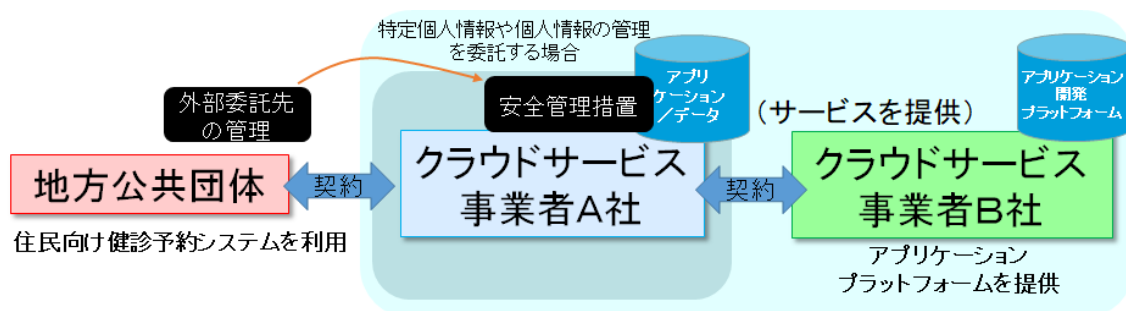 特定個人情報や個人情報の管理
を委託する場合
外部委託先
の管理
安全管理措置
アプリ
ケーション
／データ
（サービスを提供）
アプリケーション
開発
プラットフォーム
地方公共団体
契約
クラウドサービス
事業者A社
契約
クラウドサービス
事業者B社
住民向け健診予約システムを利用
アプリケーション
プラットフォームを提供